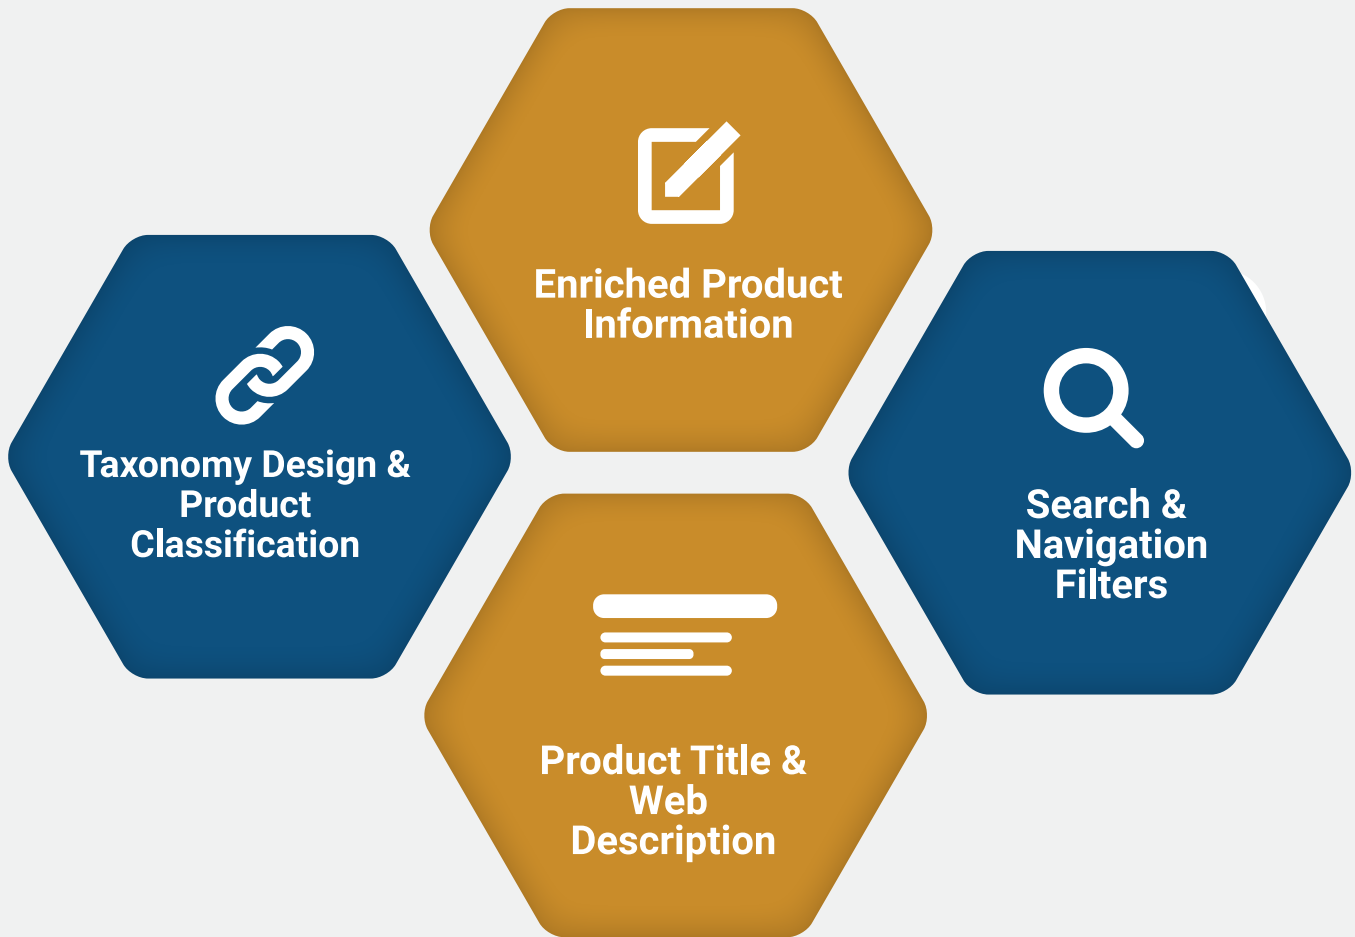 Enriched Product
Information
Taxonomy Design &
Product
Classification
Search &
Navigation
Filters
Product Title &
Web
Description